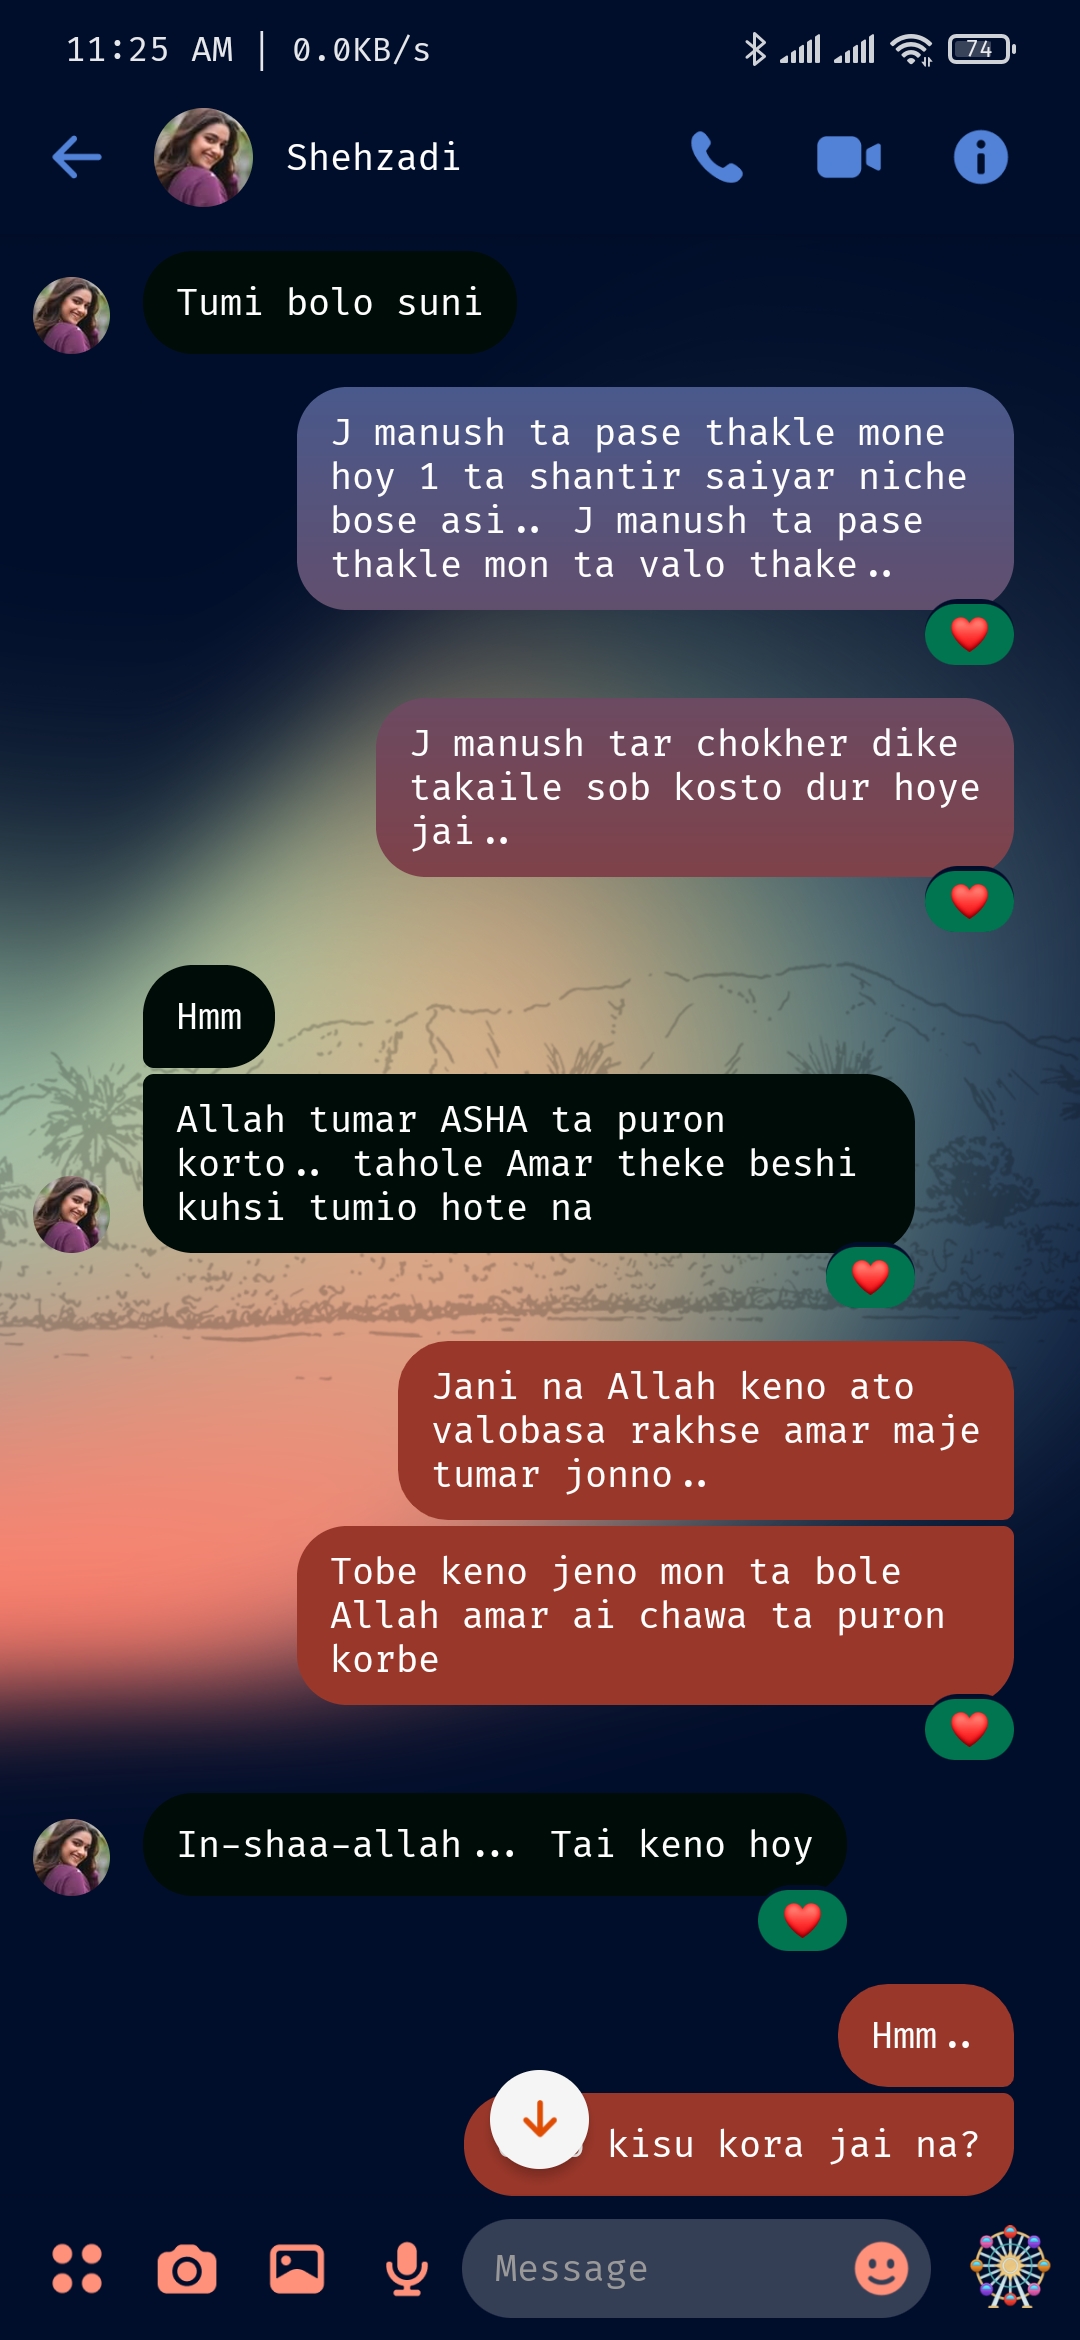 11:25 AM | 0.0KB/s
74
Shehzadi
Tumi bolo suni
J manush ta pase thakle mone
hoy 1 ta shantir saiyar niche
bose asi.. J manush ta pase
thakle mon ta valo thake..
J manush tar chokher dike
takaile sob kosto dur hoye
jai..
Hmm
Allah tumar ASHA ta puron
korto.. tahole Amar theke beshi
kuhsi tumio hote na
Jani na Allah keno ato
valobasa rakhse amar maje
tumar jonno..
Tobe keno jeno mon ta bole
Allah amar ai chawa ta puron
korbe
In-shaa-allah... Tai keno hoy
Hmm..
kisu kora jai na?
Message